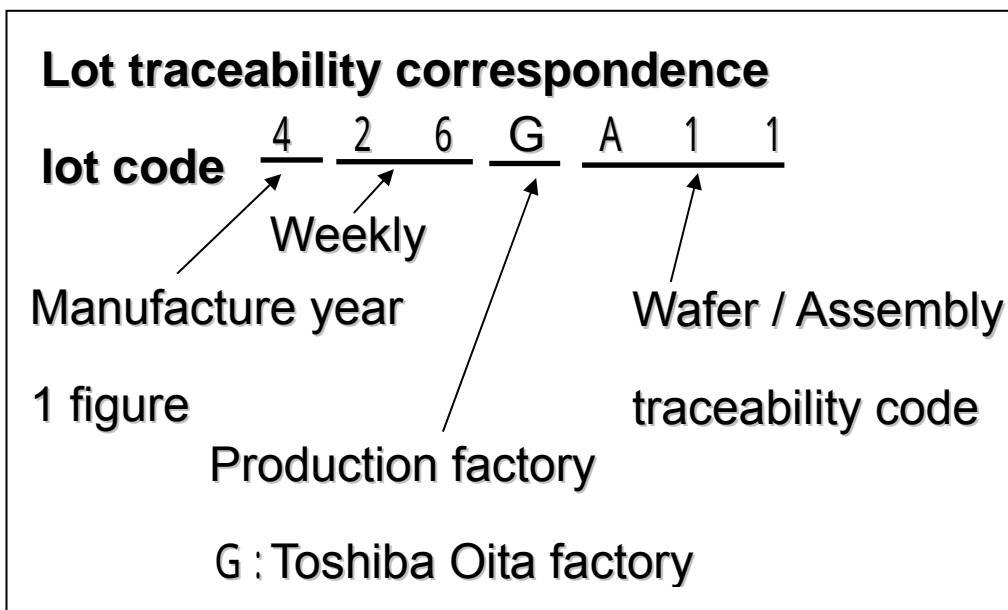 Lot traceability correspondence
lot code 4 2 6 G A 1 1
Weekly
Manufacture year
1 figure
Wafer / Assembly
traceability code
Production factory
G : Toshiba Oita factory